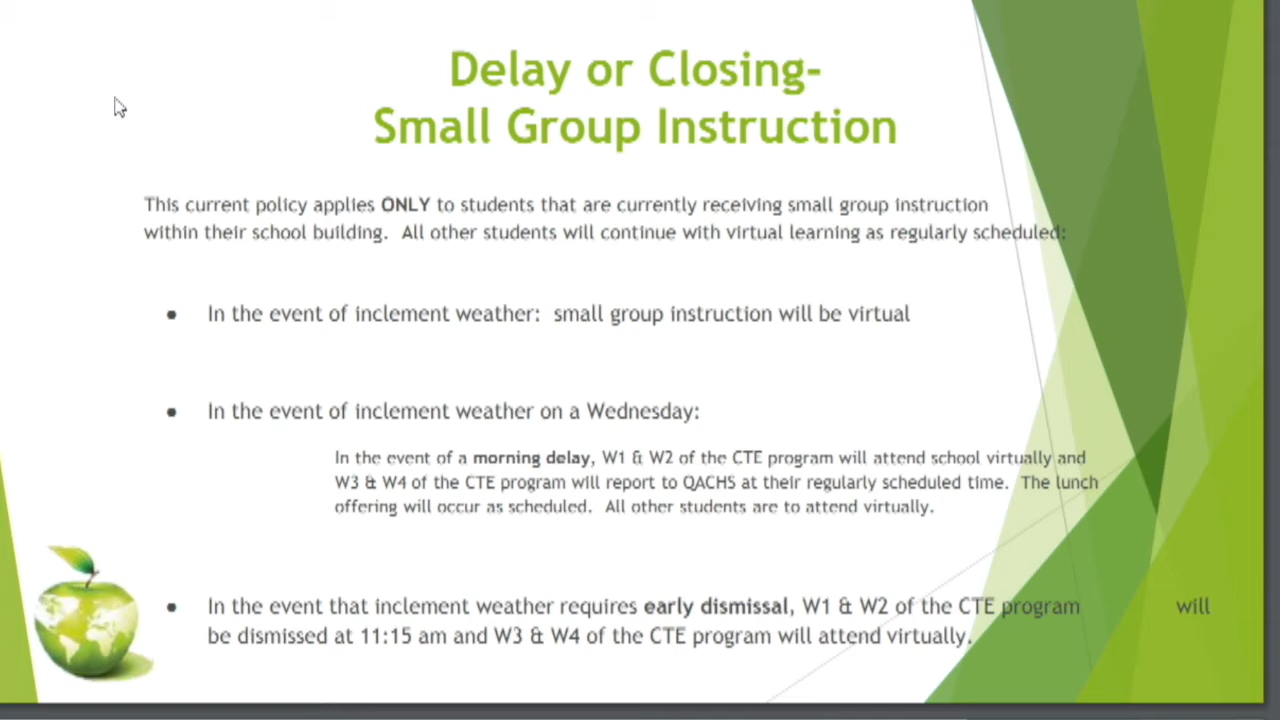 Delay or Closing-
Small Group Instruction
This current policy applies ONLY to students that are currently receiving small group instruction
within their school building.  All other students will continue with virtual learning as regularly scheduled:
● In the event of inclement weather:  small group instruction will be virtual
● In the event of inclement weather on a Wednesday:
In the event of a morning delay, W1 & W2 of the CTE program will attend school virtually and
W3 & W4 of the CTE program will report to QACHS at their regularly scheduled time.  The lunch
offering will occur as scheduled.  All other students are to attend virtually.
● In the event that inclement weather requires early dismissal, W1 & W2 of the CTE program will
be dismissed at 11:15 am and W3 & W4 of the CTE program will attend virtually.